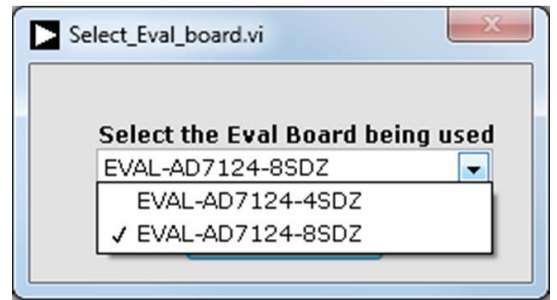 Select_Eval_board.vi
Select the Eval Board being used
EVAL-AD7124-8SDZ
EVAL-AD7124-4SDZ
✓ EVAL-AD7124-8SDZ